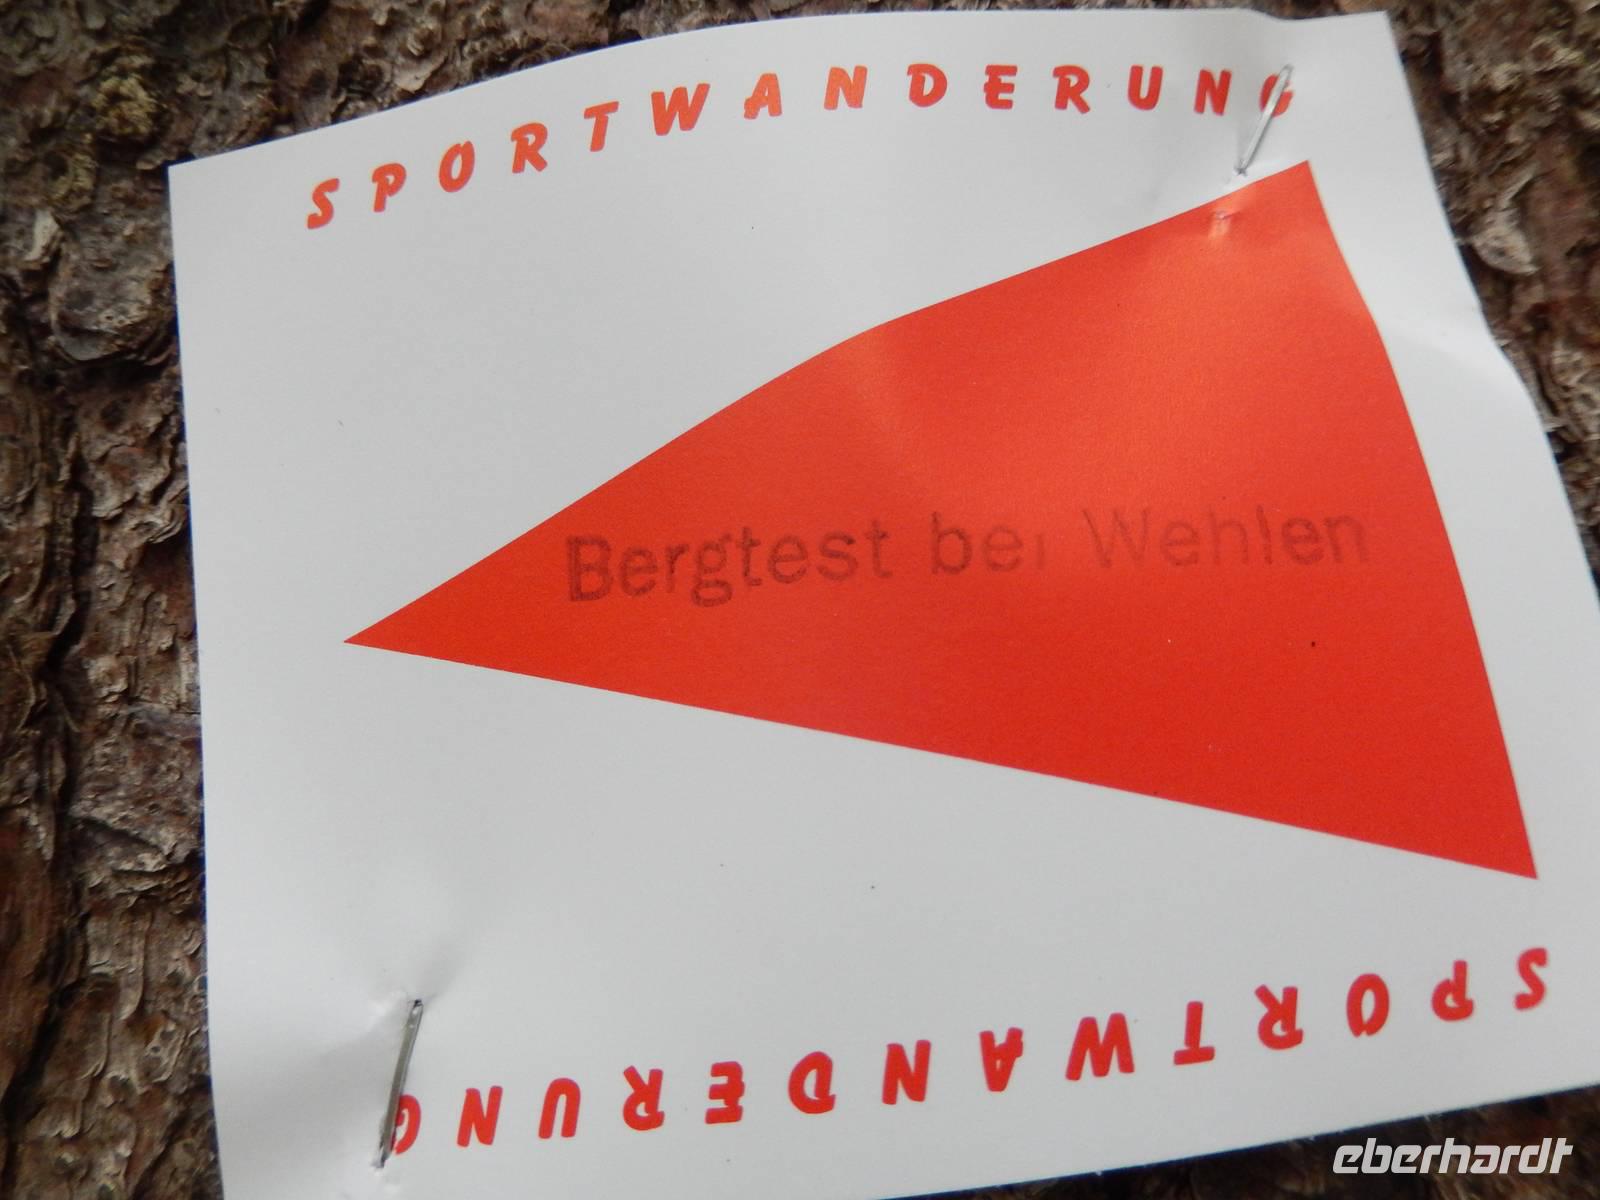 SPORTWANDERUNG
Bergtest bei Wehlen
SPORTWANDERUNG
eberhardt